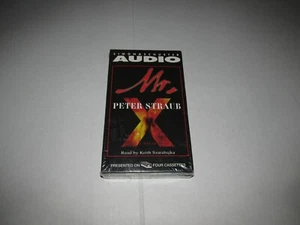 SIMON&SCHUSTER
AUDIO
Mr.
PETER STRAUB
X
Read by Keith Szarabajka
PRESENTED ON FOUR CASSETTES